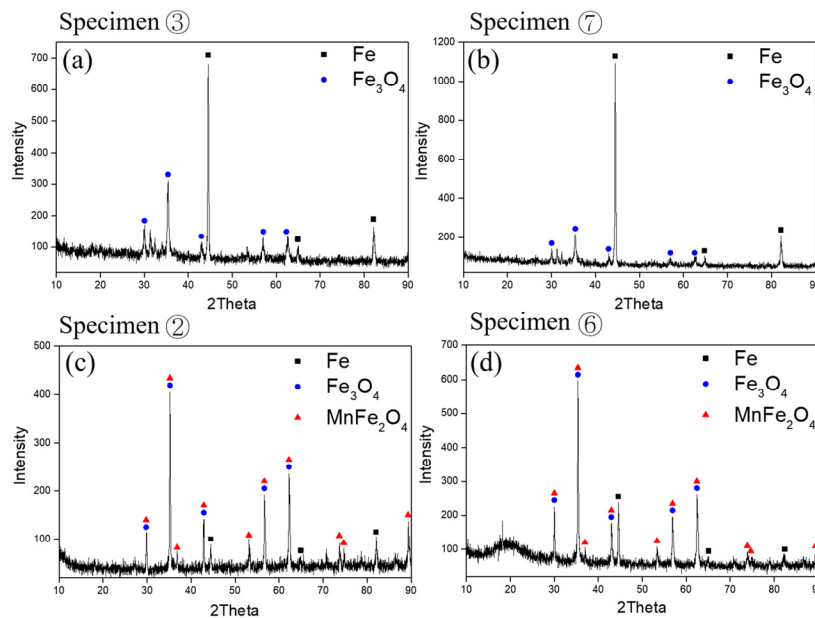 Specimen ③
(a)
Fe
Fe3O4
Intensity
700
600
500
400
300
200
100
10 20 30 40 50 60 70 80 90
2Theta
Specimen ⑦
(b)
Fe
Fe3O4
Intensity
1200
1000
800
600
400
200
10 20 30 40 50 60 70 80 90
2Theta
Specimen ②
(c)
Fe
Fe3O4
MnFe2O4
Intensity
500
400
300
200
100
10 20 30 40 50 60 70 80 90
2Theta
Specimen ⑥
(d)
Fe
Fe3O4
MnFe2O4
Intensity
700
600
500
400
300
200
100
10 20 30 40 50 60 70 80 90
2Theta